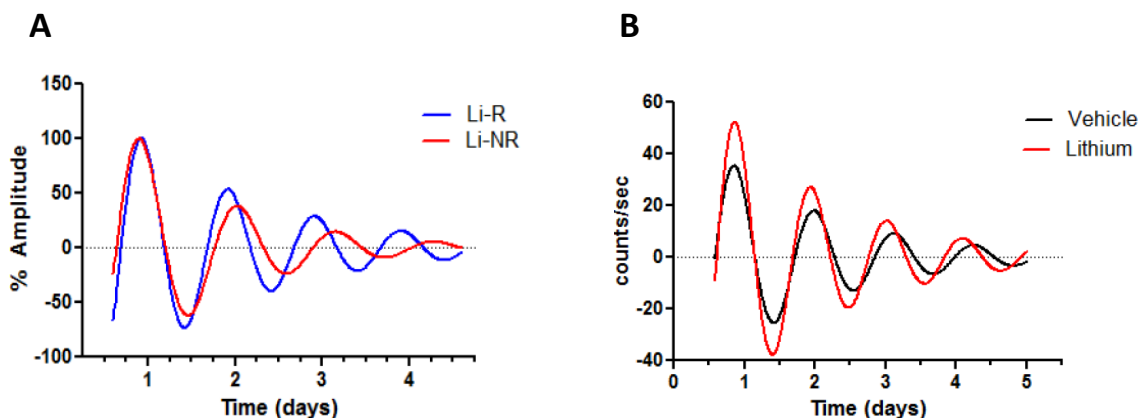 A
150
100
50
0
-50
-100
% Amplitude
Li-R
Li-NR
1 2 3 4
Time (days)
B
60
40
20
0
-20
-40
counts/sec
Vehicle
Lithium
0 1 2 3 4 5
Time (days)